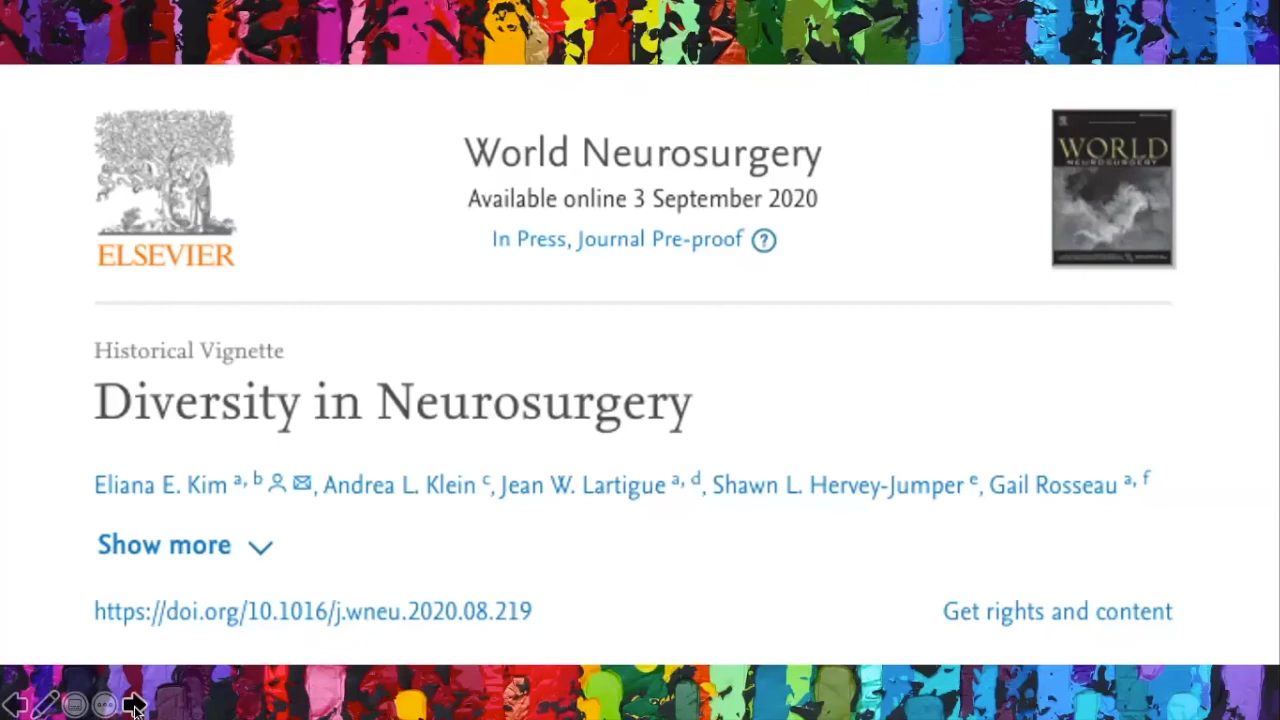 World Neurosurgery
Available online 3 September 2020
In Press, Journal Pre-proof ?
ELSEVIER
WORLD
NEUROSURGERY
Historical Vignette
Diversity in Neurosurgery
Eliana E. Kim a, b, Andrea L. Klein c, Jean W. Lartigue a, d, Shawn L. Hervey-Jumper e, Gail Rosseau a, f
Show more
https://doi.org/10.1016/j.wneu.2020.08.219
Get rights and content